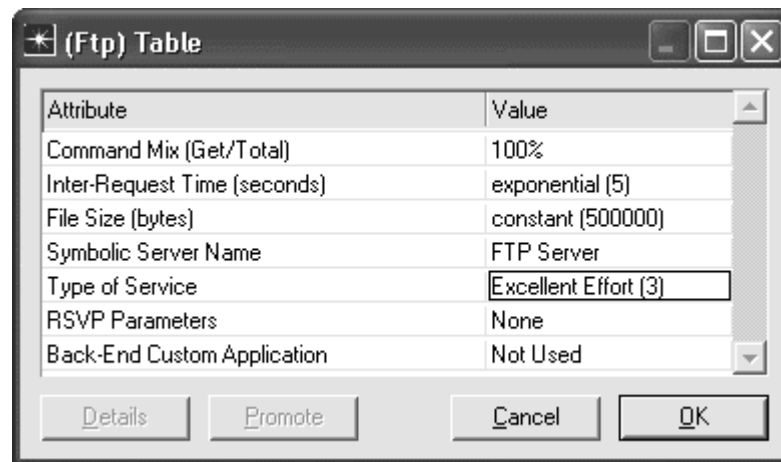 (Ftp) Table
Attribute Value
Command Mix (Get/Total) 100%
Inter-Request Time (seconds) exponential (5)
File Size (bytes) constant (500000)
Symbolic Server Name FTP Server
Type of Service Excellent Effort (3)
RSVP Parameters None
Back-End Custom Application Not Used
Details Promote Cancel OK